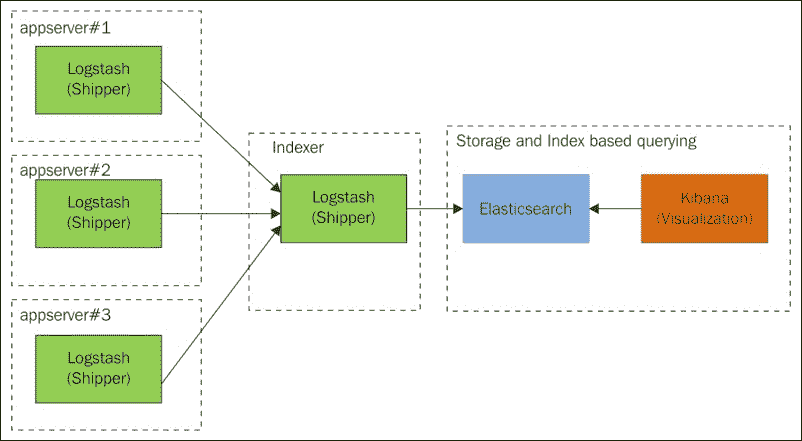 appserver#1
Logstash
(Shipper)
appserver#2
Logstash
(Shipper)
appserver#3
Logstash
(Shipper)
Indexer
Logstash
(Shipper)
Storage and Index based querying
Elasticsearch
Kibana
(Visualization)